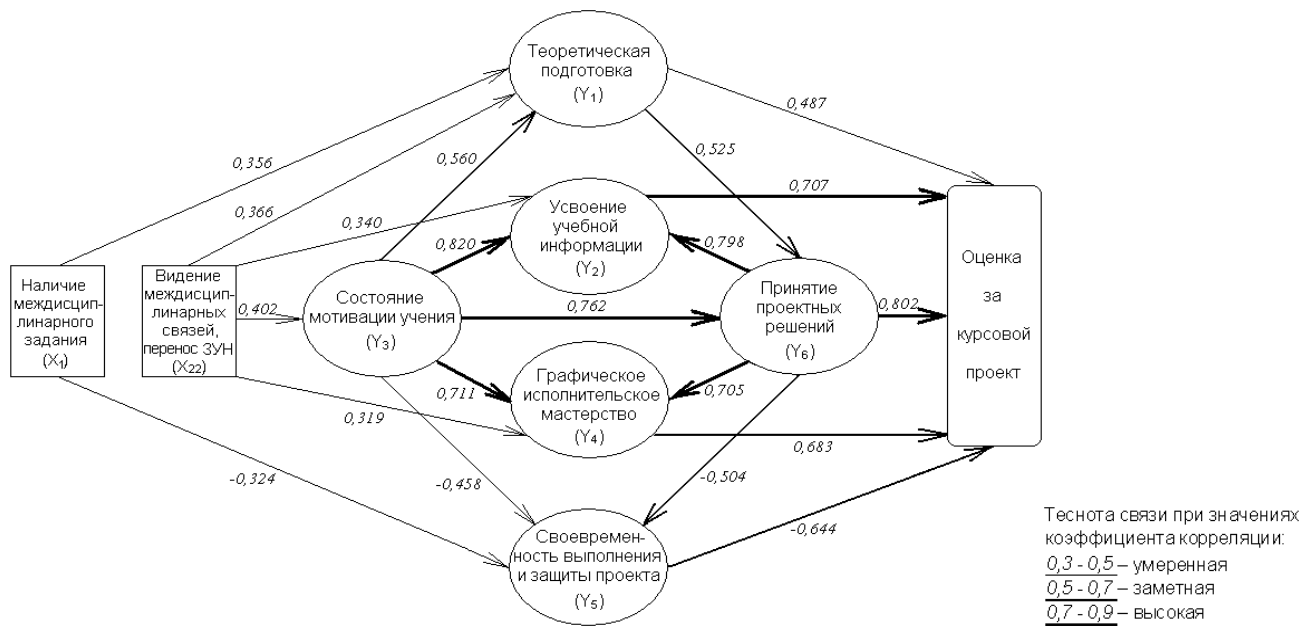 Теоретическая
подготовка
(Y1)
0,487
0,356
0,560
0,525
0,366
0,340
0,707
Усвоение
учебной
информации
(Y2)
0,820
0,798
Наличие
междисцип-
линарного
задания
(X1)
Видение
междисцип-
линарных
связей,
перенос ЗУН
(X22)
0,402
Состояние
мотивации учения
(Y3)
0,762
Принятие
проектных
решений
(Y6)
0,802
Оценка
за
курсовой
проект
0,711
0,705
Графическое
исполнительское
мастерство
(Y4)
0,319
0,683
-0,324
-0,458
-0,504
-0,644
Своевремен-
ность выполнения
и защиты проекта
(Y5)
Теснота связи при значениях
коэффициента корреляции:
0,3 - 0,5 – умеренная
0,5 - 0,7 – заметная
0,7 - 0,9 – высокая